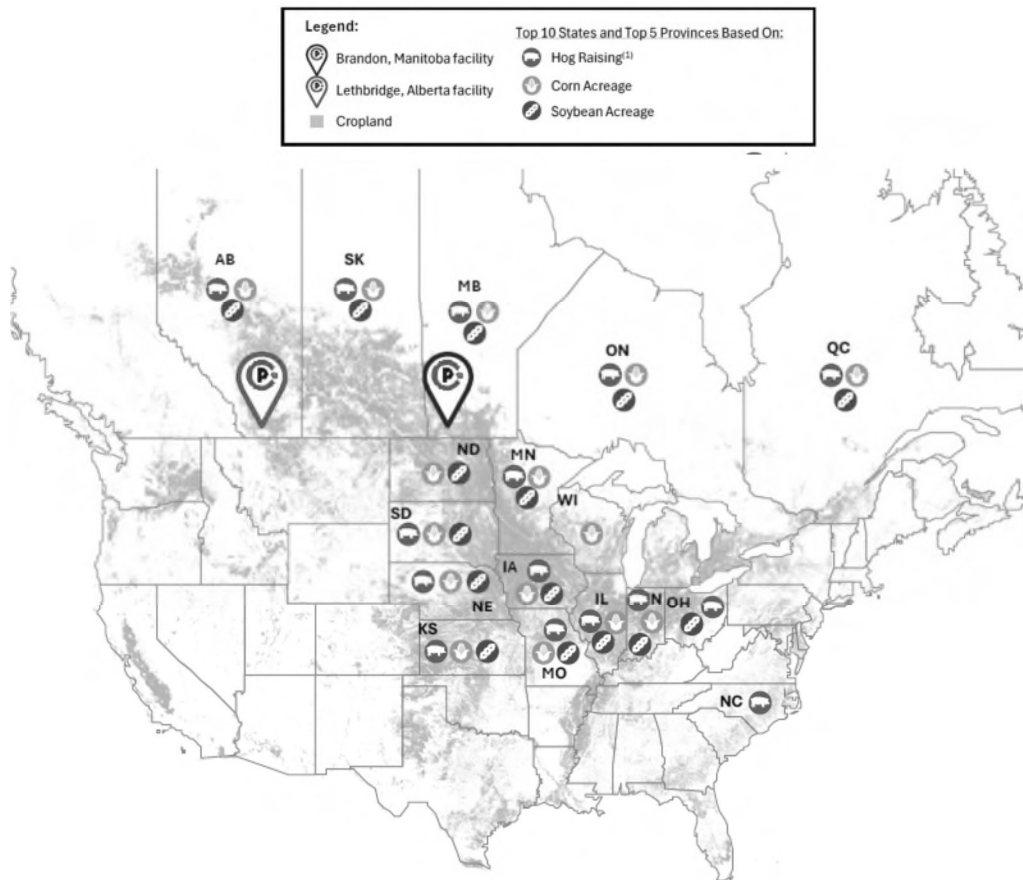 Legend:
Brandon, Manitoba facility
Lethbridge, Alberta facility
Cropland
Top 10 States and Top 5 Provinces Based On:
Hog Raising(1)
Corn Acreage
Soybean Acreage
AB
SK
MB
ON
QC
ND
MN
WI
SD
IA
NE
IL
IN
OH
KS
MO
NC